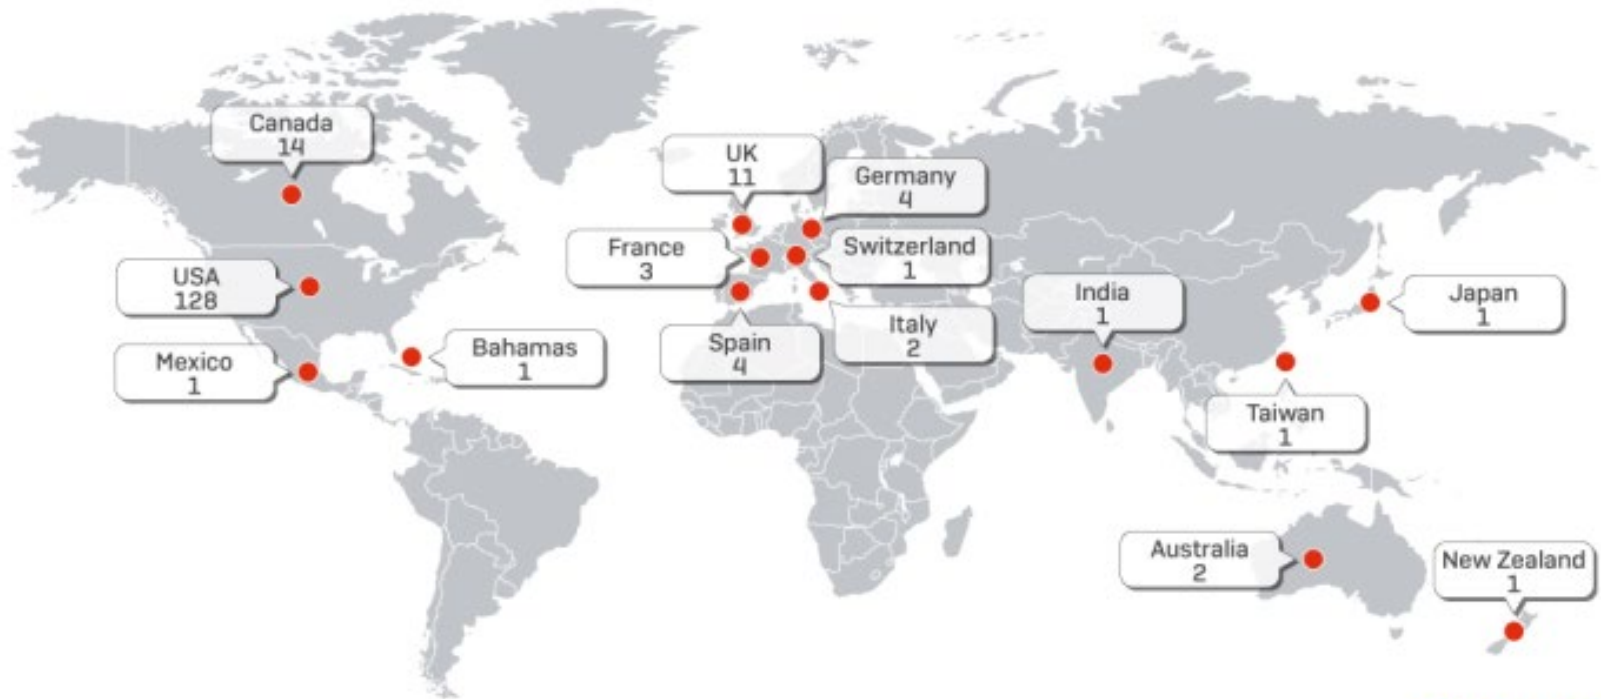 Canada
14
UK
11
Germany
4
France
3
Switzerland
1
USA
128
India
1
Japan
1
Italy
2
Spain
4
Bahamas
1
Mexico
1
Taiwan
1
Australia
2
New Zealand
1